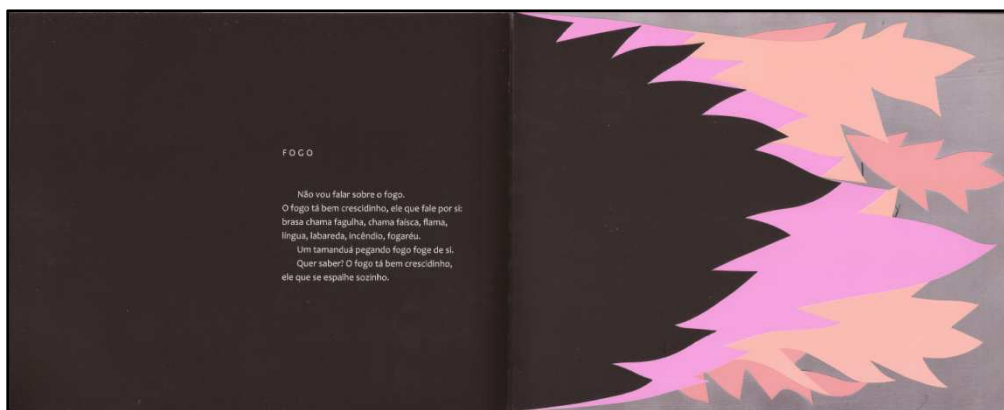 FOGO
Não vou falar sobre o fogo.
O fogo tá bem crescidinho, ele que fale por si:
brasa chama fagulha, chama faísca, flama,
língua, labareda, incêndio, fogaréu.
Um tamanduá pegando fogo foge de si.
Quer saber? O fogo tá bem crescidinho,
ele que se espalhe sozinho.